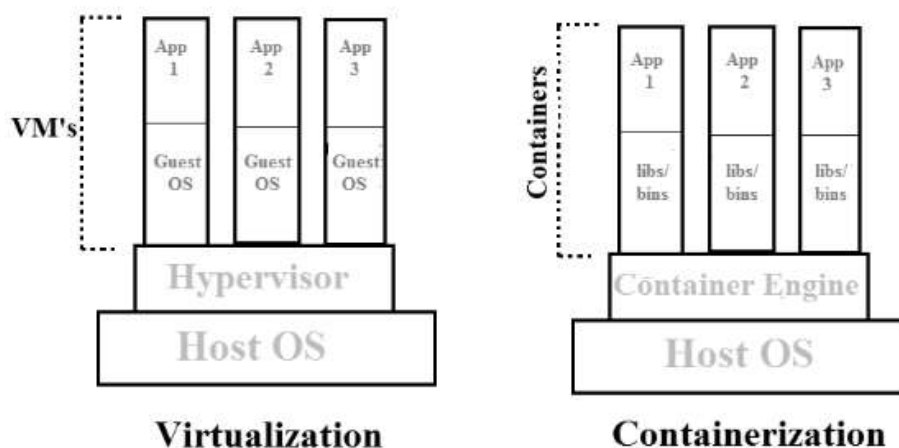 VM's
App
1
App
2
App
3
Guest
OS
Guest
OS
Guest
OS
Hypervisor
Host OS
Virtualization
Containers
App
1
App
2
App
3
libs/
bins
libs/
bins
libs/
bins
Container Engine
Host OS
Containerization